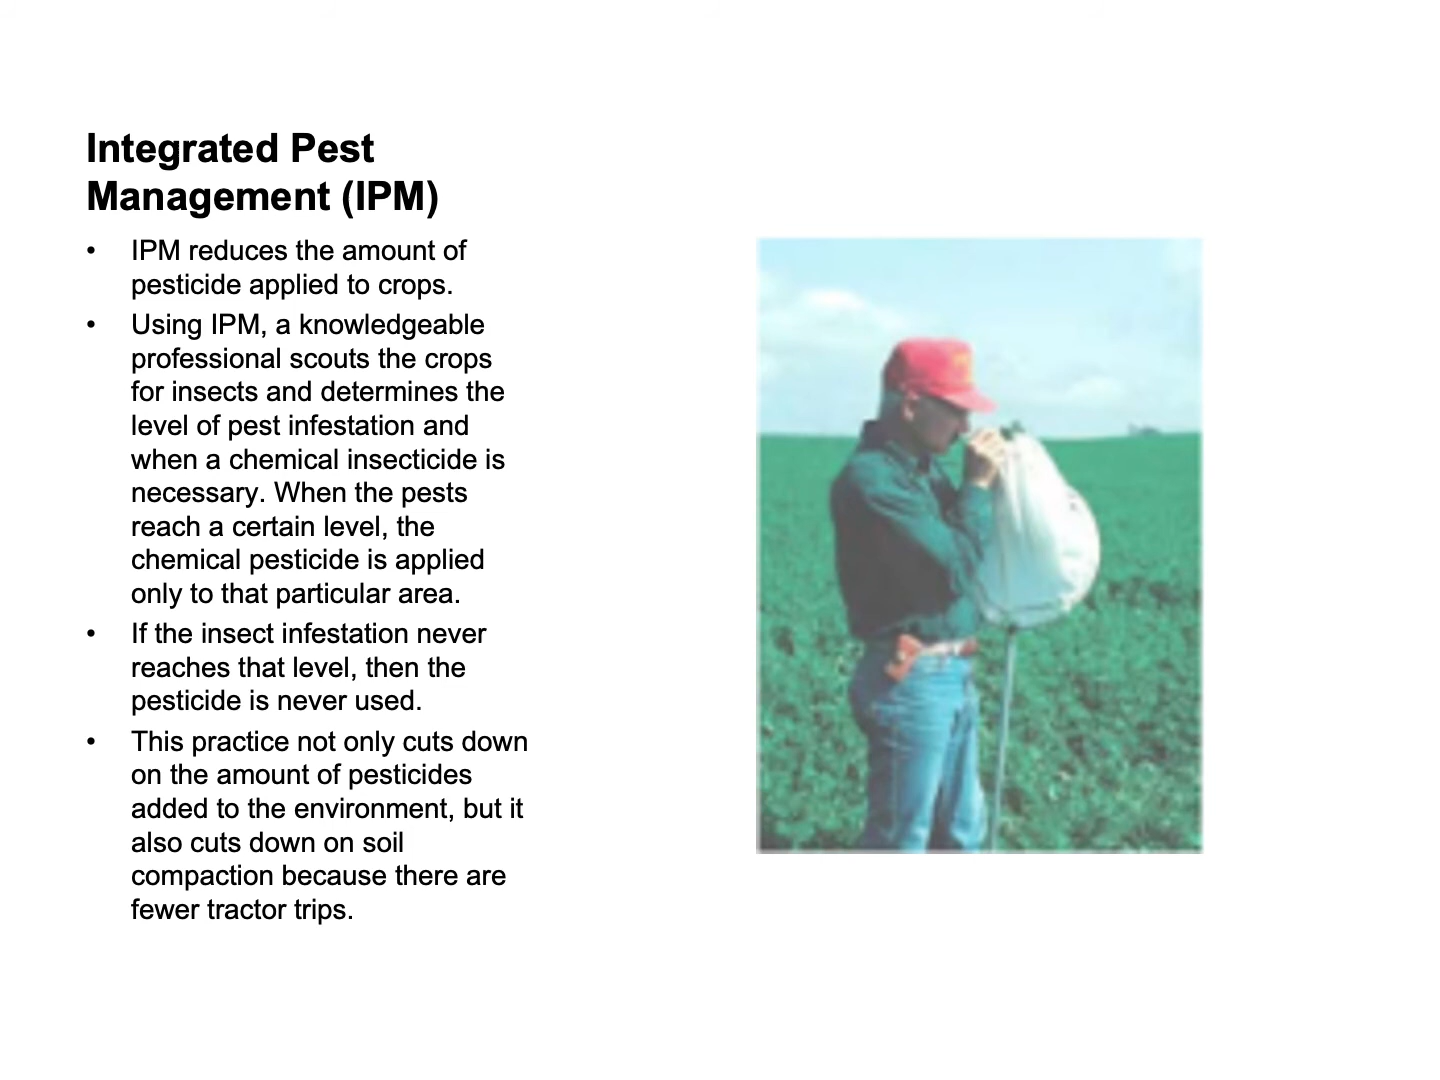 Integrated Pest
Management (IPM)
• IPM reduces the amount of
pesticide applied to crops.
• Using IPM, a knowledgeable
professional scouts the crops
for insects and determines the
level of pest infestation and
when a chemical insecticide is
necessary. When the pests
reach a certain level, the
chemical pesticide is applied
only to that particular area.
• If the insect infestation never
reaches that level, then the
pesticide is never used.
• This practice not only cuts down
on the amount of pesticides
added to the environment, but it
also cuts down on soil
compaction because there are
fewer tractor trips.